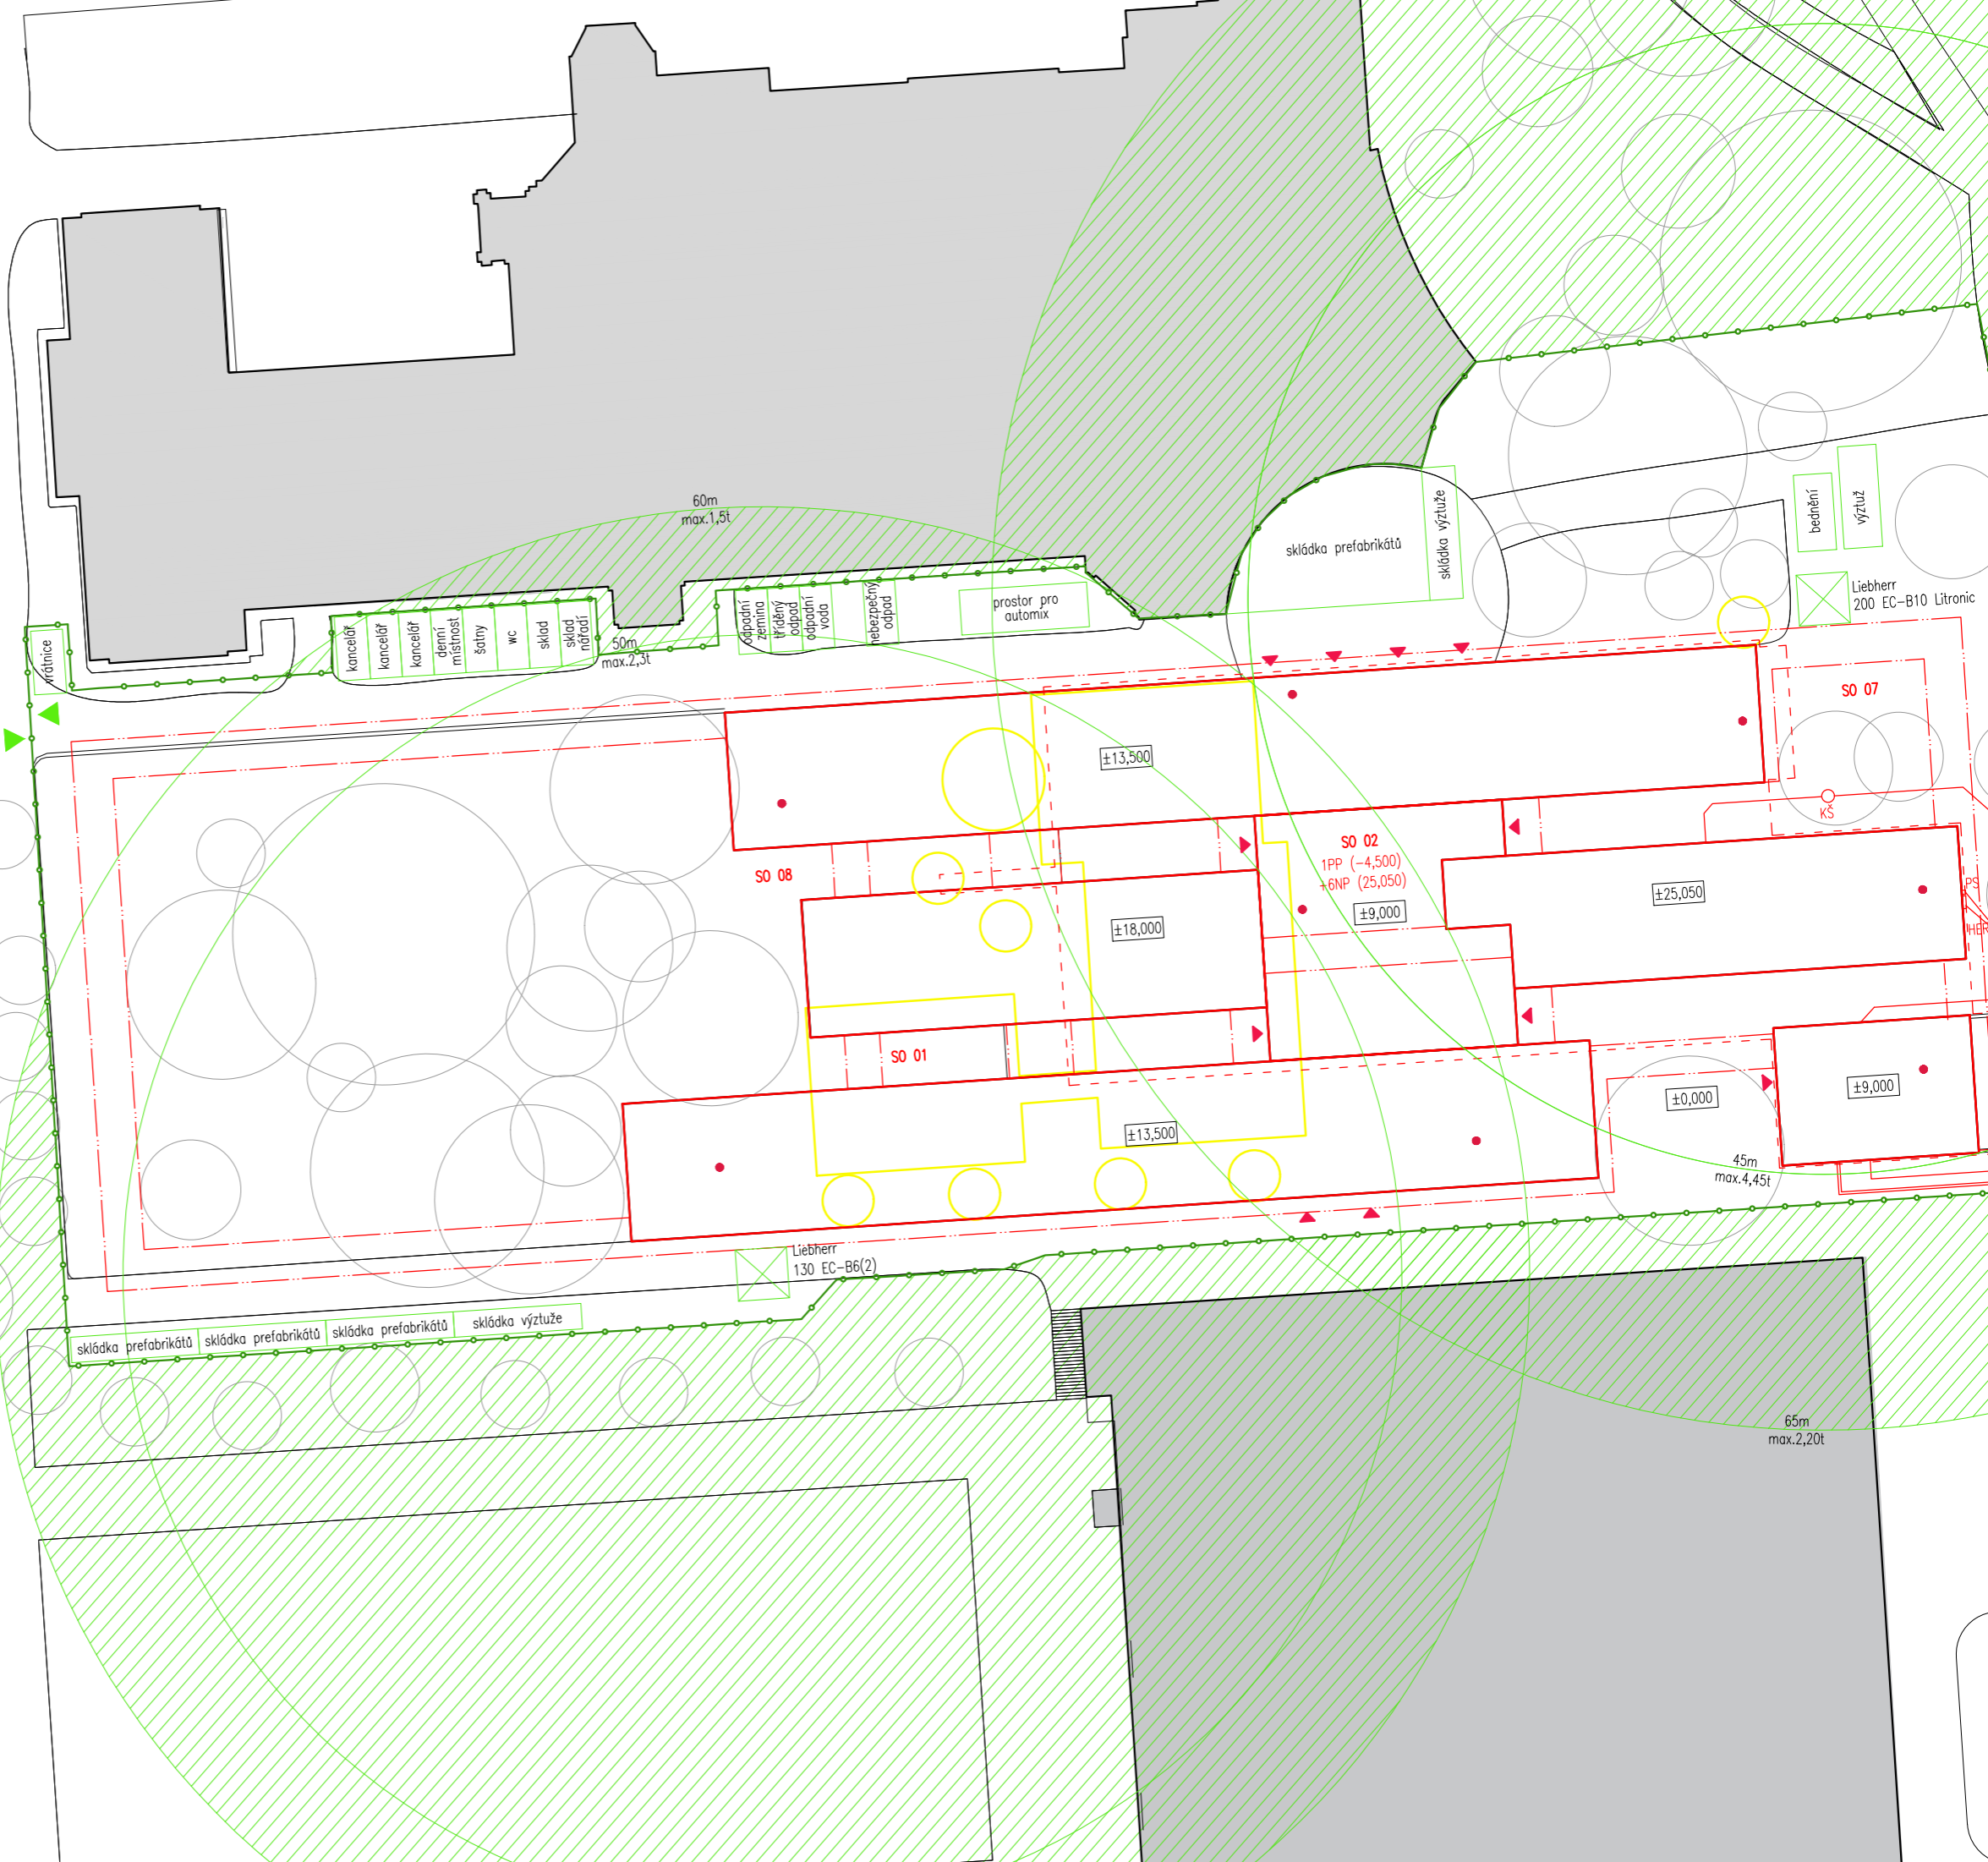 60m
max.1,5t
50m
max.2,3t
vrátnice
kancelář
kancelář
kancelář
denní
místnost
šatny
wc
sklad
sklad
nářadí
odpadní
zemina
tříděný
odpad
odpadní
voda
nebezpečný
odpad
prostor pro
automix
skládka prefabrikátů
skládka výztuže
bednění
výztuž
Liebherr
200 EC-B10 Litronic
SO 07
±13,500
KŠ
SO 08
SO 02
1PP (-4,500)
+6NP (25,050)
±9,000
±25,050
PS
±18,000
SO 01
±0,000
±9,000
±13,500
45m
max.4,45t
Liebherr
130 EC-B6(2)
skládka prefabrikátů
skládka prefabrikátů
skládka prefabrikátů
skládka výztuže
65m
max.2,20t